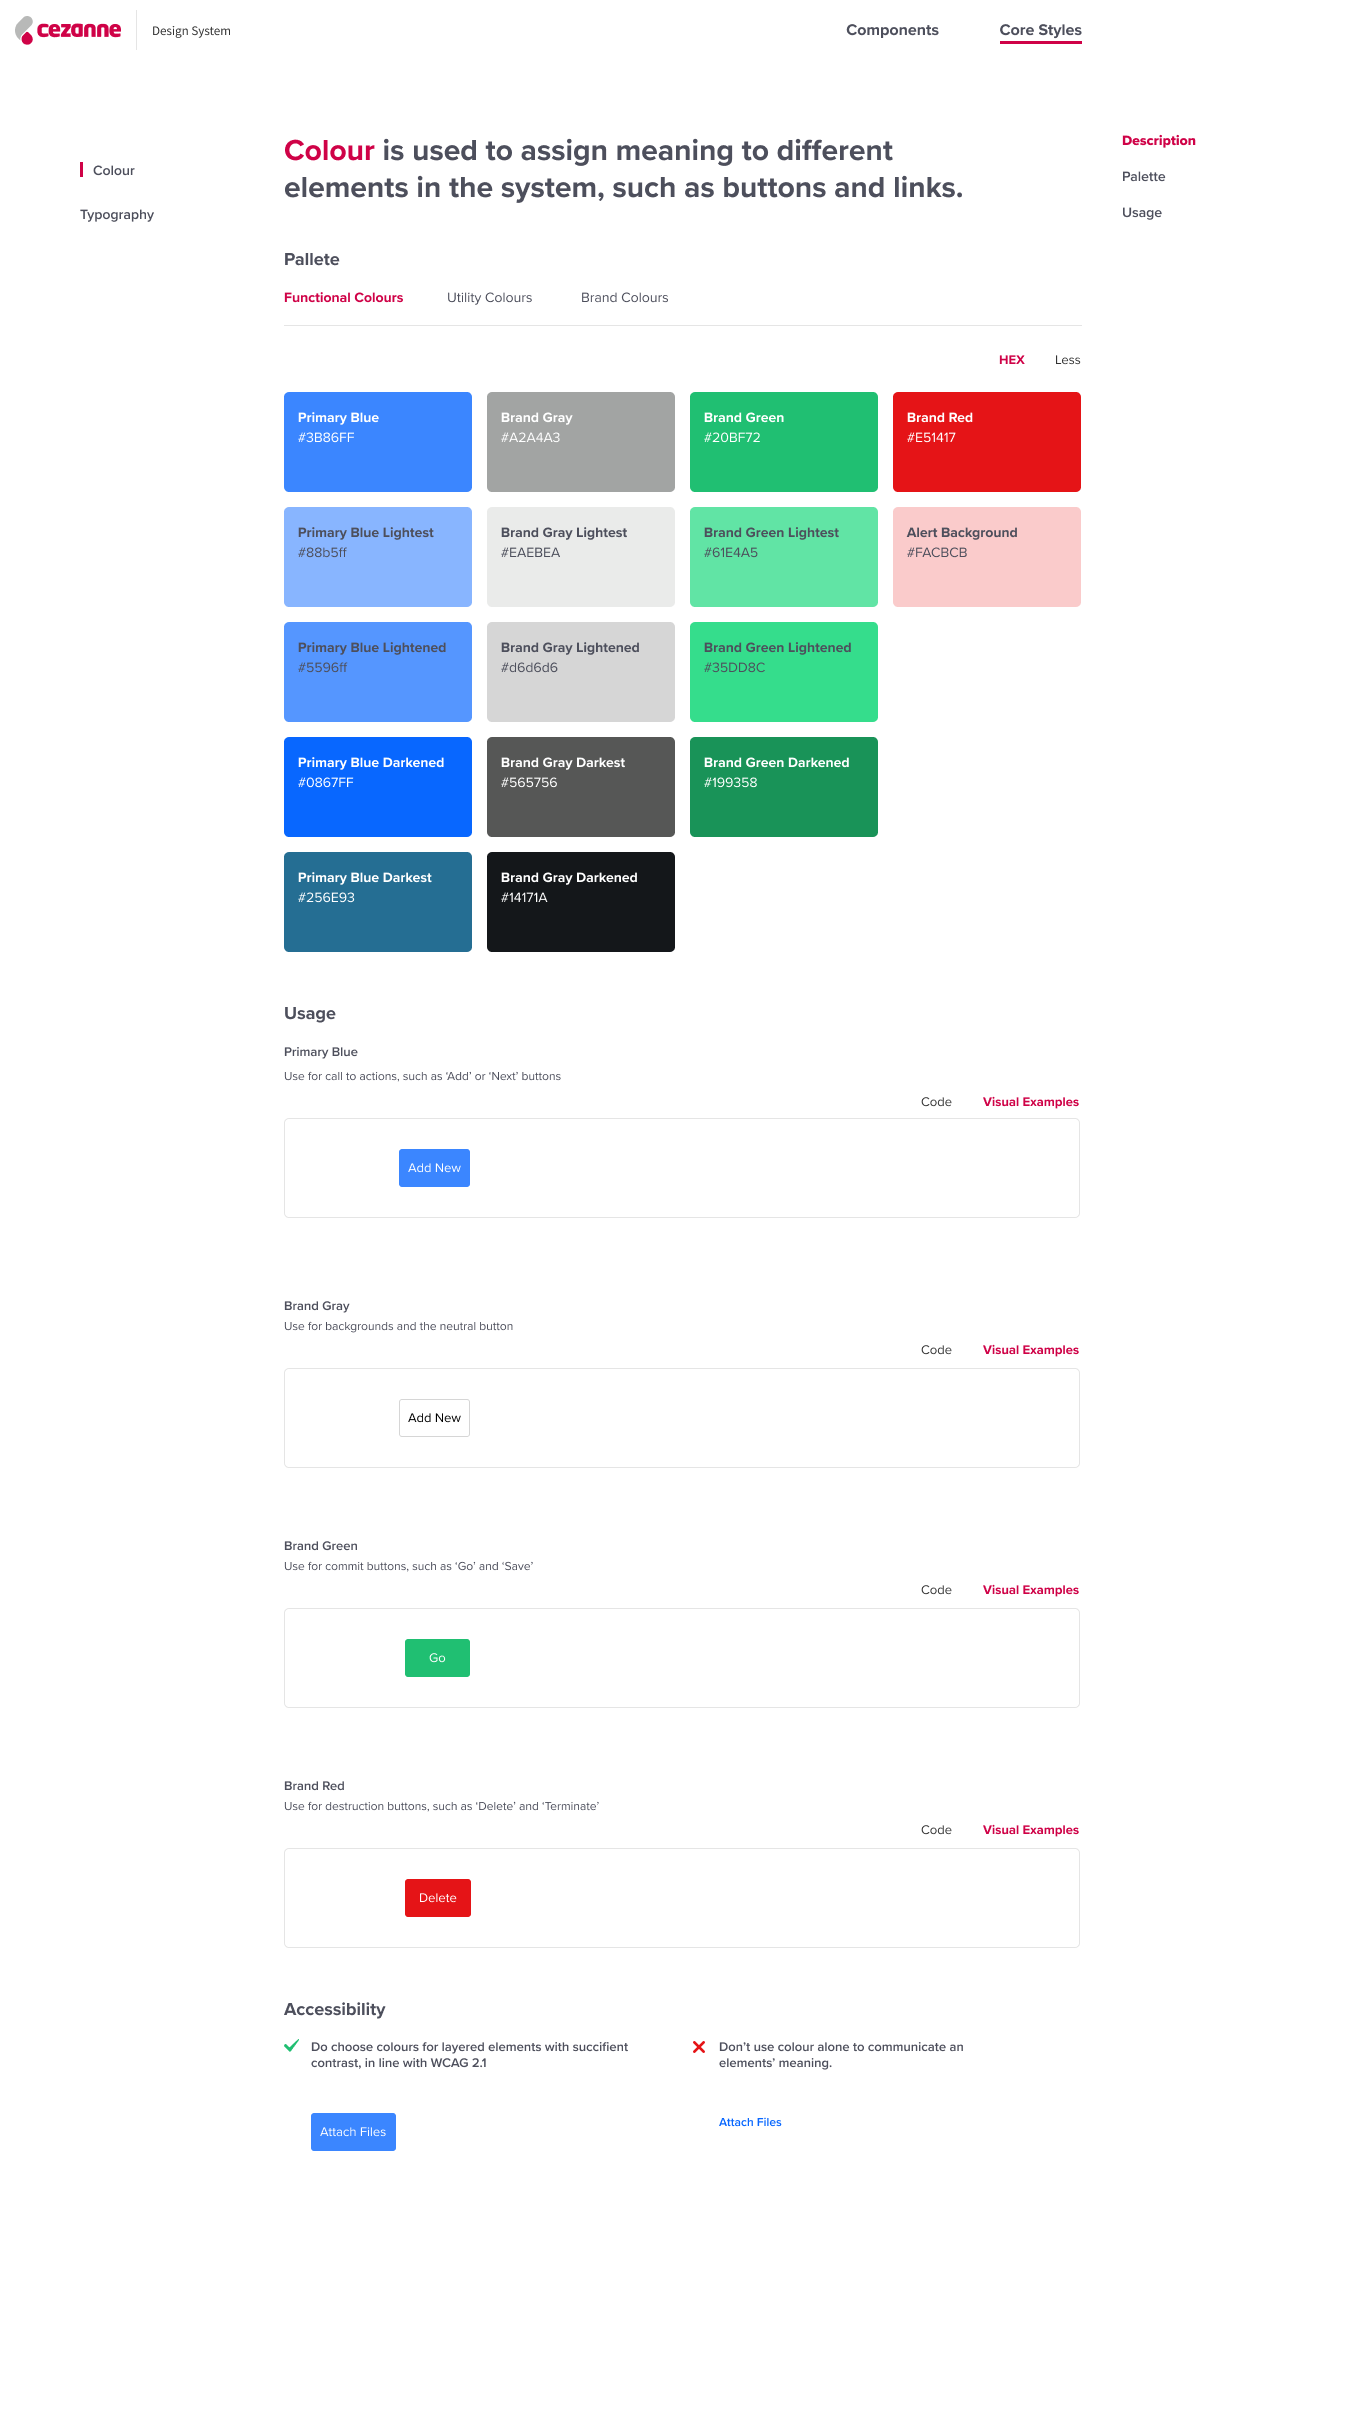 cezanne
Design System
Components
Core Styles
Colour
Typography
Colour is used to assign meaning to different
elements in the system, such as buttons and links.
Description
Palette
Usage
Pallete
Functional Colours
Utility Colours
Brand Colours
HEX
Less
Primary Blue
#3B86FF
Brand Gray
#A2A4A3
Brand Green
#20BF72
Brand Red
#E51417
Primary Blue Lightest
#88b5ff
Brand Gray Lightest
#EAEBEA
Brand Green Lightest
#61E4A5
Alert Background
#FACBCB
Primary Blue Lightened
#5596ff
Brand Gray Lightened
#d6d6d6
Brand Green Lightened
#35DD8C
Primary Blue Darkened
#0867FF
Brand Gray Darkest
#565756
Brand Green Darkened
#199358
Primary Blue Darkest
#256E93
Brand Gray Darkened
#14171A
Usage
Primary Blue
Use for call to actions, such as ‘Add’ or ‘Next’ buttons
Code
Visual Examples
Add New
Brand Gray
Use for backgrounds and the neutral button
Code
Visual Examples
Add New
Brand Green
Use for commit buttons, such as ‘Go’ and ‘Save’
Code
Visual Examples
Go
Brand Red
Use for destruction buttons, such as ‘Delete’ and ‘Terminate’
Code
Visual Examples
Delete
Accessibility
Do choose colours for layered elements with succifient
contrast, in line with WCAG 2.1
Don’t use colour alone to communicate an
elements’ meaning.
Attach Files
Attach Files